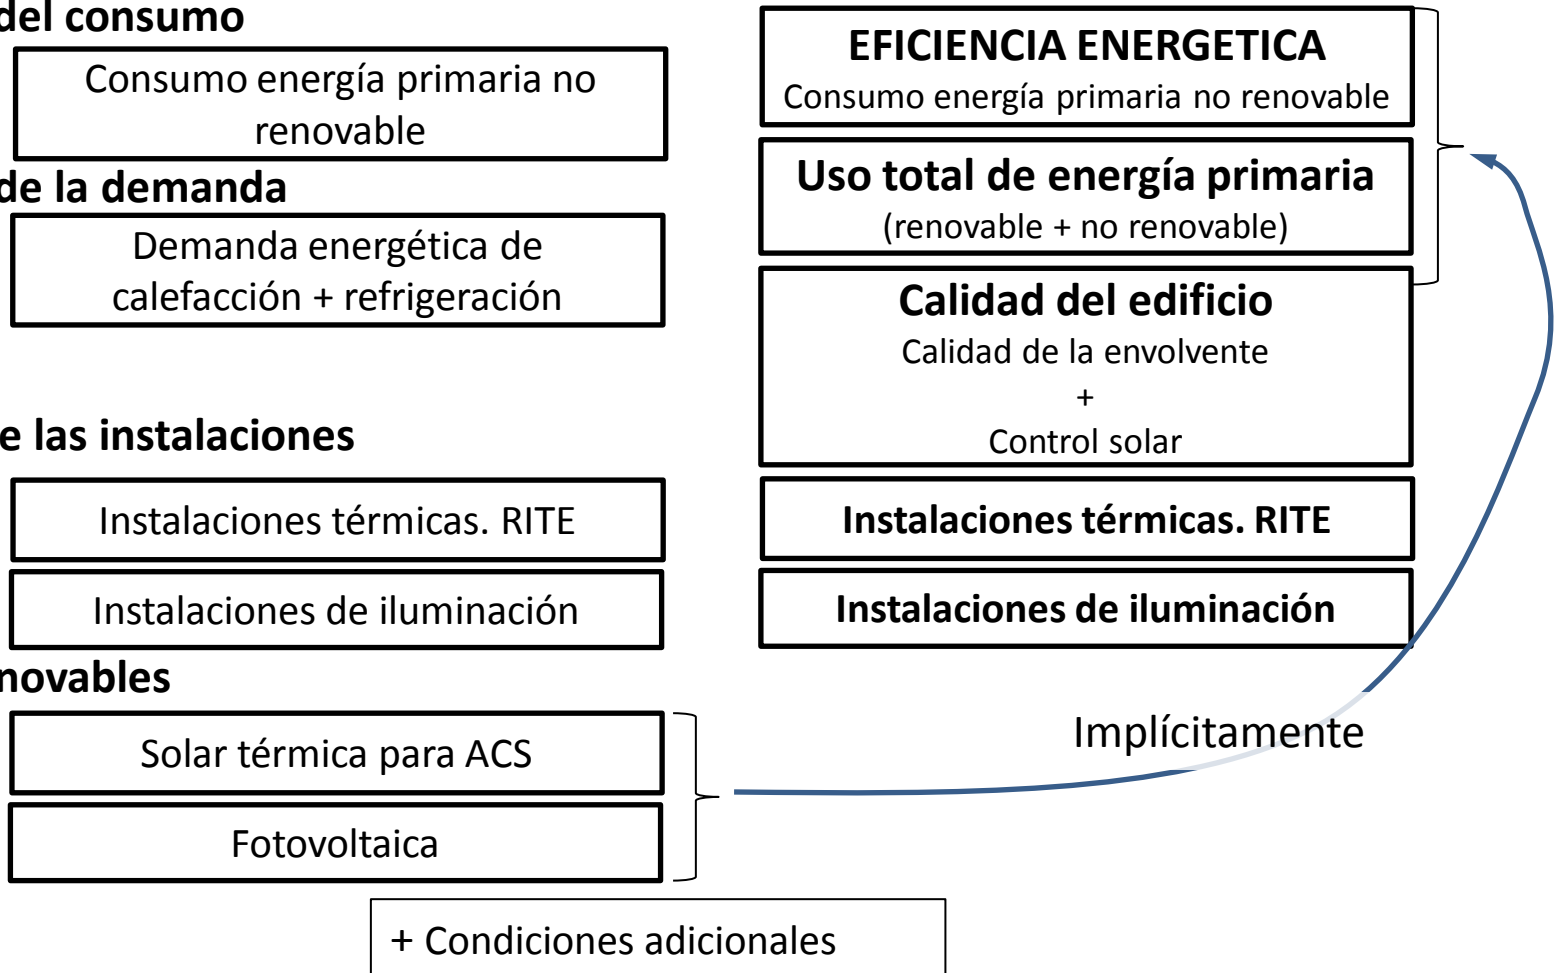 del consumo
Consumo energía primaria no
renovable
de la demanda
Demanda energética de
calefacción + refrigeración
e las instalaciones
Instalaciones térmicas. RITE
Instalaciones de iluminación
novables
Solar térmica para ACS
Fotovoltaica
EFICIENCIA ENERGETICA
Consumo energía primaria no renovable
Uso total de energía primaria
(renovable + no renovable)
Calidad del edificio
Calidad de la envolvente
+
Control solar
Instalaciones térmicas. RITE
Instalaciones de iluminación
Implícitamente
+ Condiciones adicionales